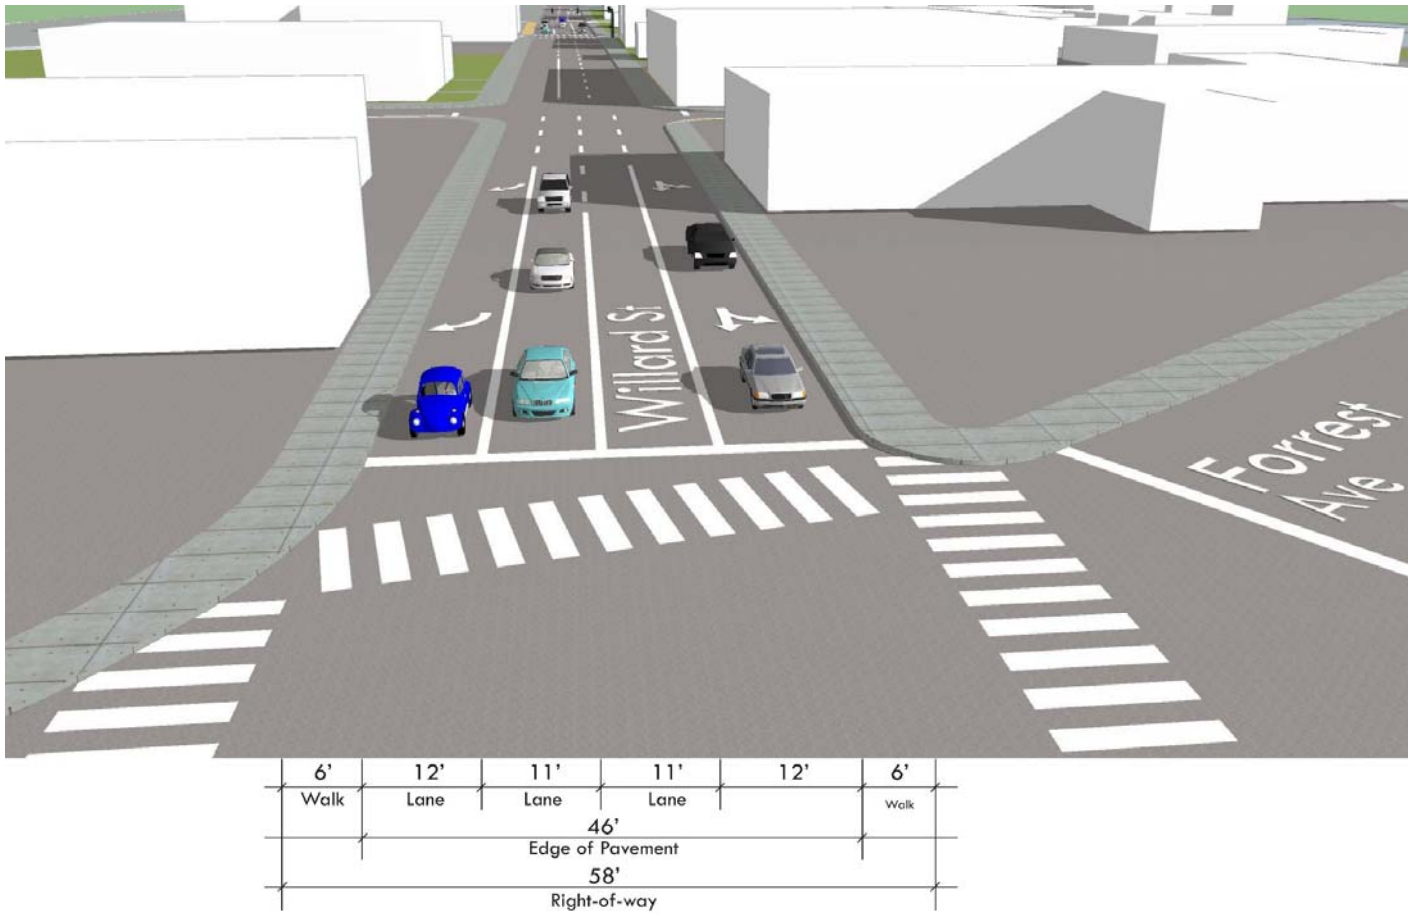 Willard St
Forrest
Ave
6' 12' 11' 11' 12' 6'
Walk Lane Lane Lane Walk
46'
Edge of Pavement
58'
Right-of-way